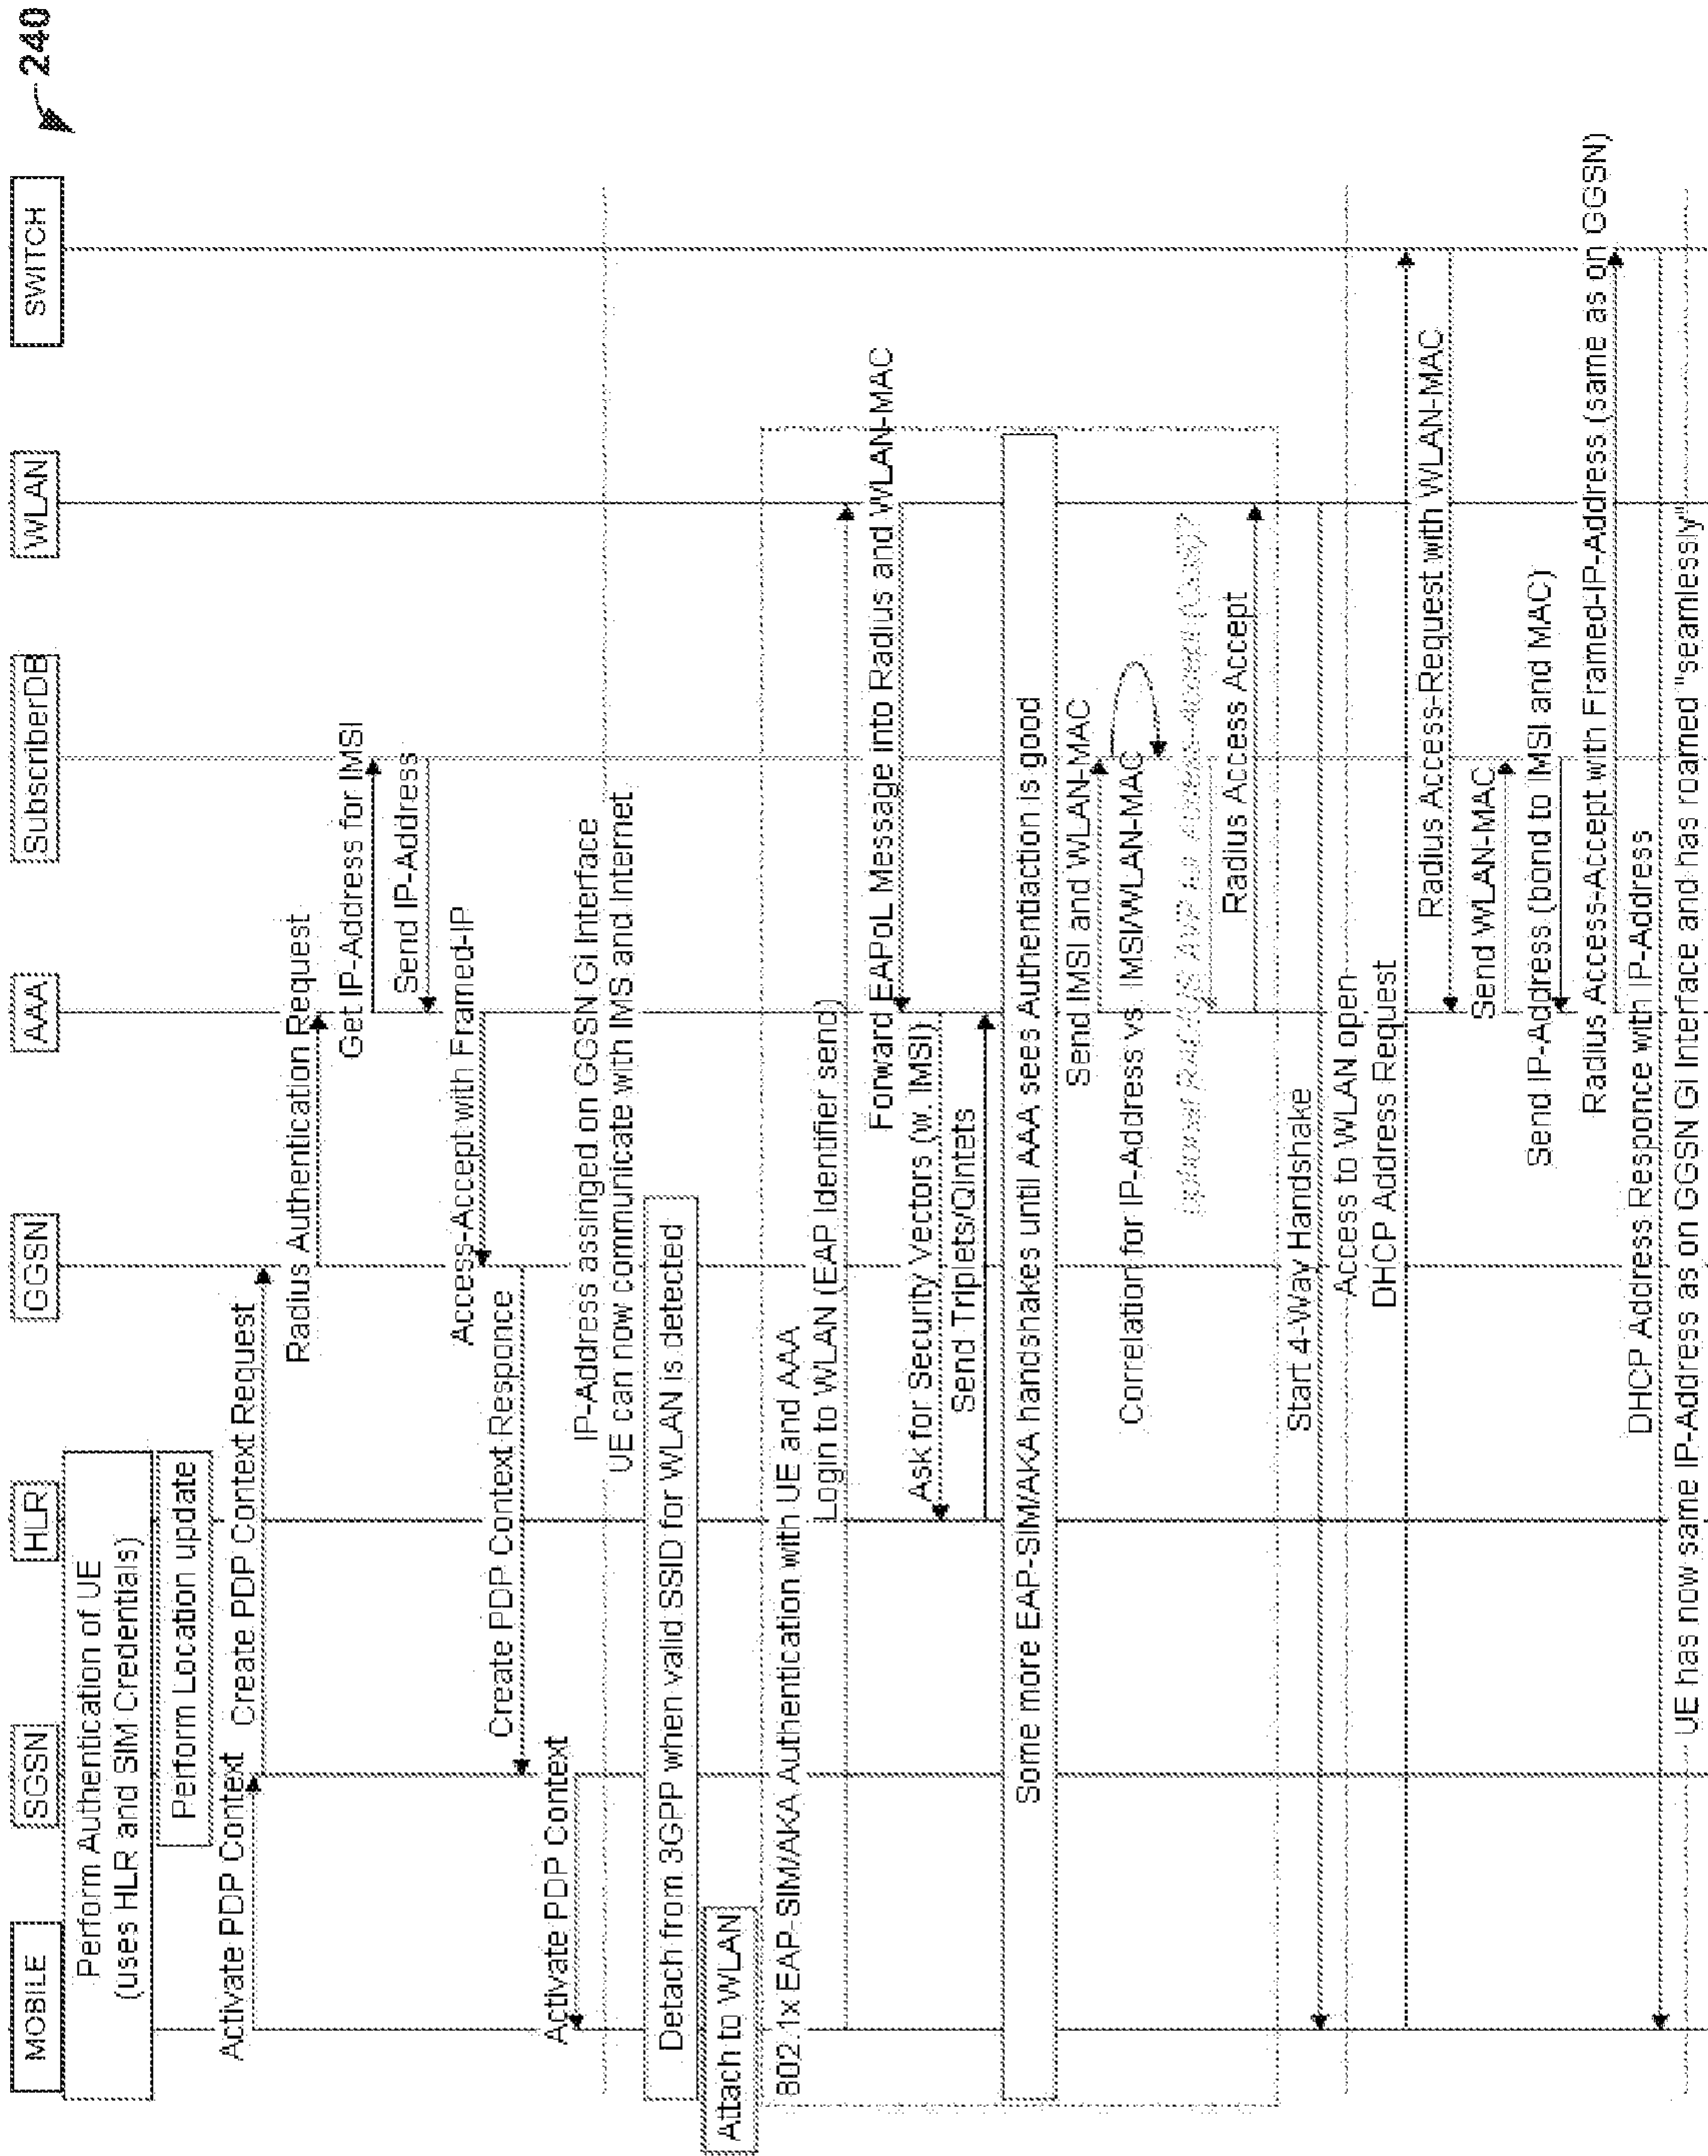 240
MOBILE
SGSN
HLR
GGSN
AAA
SubscriberDB
WLAN
SWITCH
Perform Authentication of UE
(uses HLR and SIM Credentials)
Perform Location update
Activate PDP Context
Create PDP Context Request
Radius Authentication Request
Get IP-Address for IMSI
Send IP-Address
Access-Accept with Framed-IP
Create PDP Context Responce
Activate PDP Context
IP-Address assinged on GGSN Gi Interface
UE can now communicate with IMS and Internet
Detach from 3GPP when valid SSID for WLAN is detected
Attach to WLAN
802.1x EAP-SIM/AKA Authentication with UE and AAA
Login to WLAN (EAP Identifier send)
Forward EAPoL Message into Radius and WLAN-MAC
Ask for Security Vectors (w. IMSI)
Send Triplets/Qintets
Some more EAP-SIM/AKA handshakes until AAA sees Authentiaction is good
Send IMSI and WLAN-MAC
Correlation for IP-Address vs. IMSI/WLAN-MAC
optional RADIUS AVP to Access-Accept
Radius Access Accept
Start 4-Way Handshake
Access to WLAN open
DHCP Address Request
Radius Access-Request with WLAN-MAC
Send WLAN-MAC
Send IP-Address (bond to IMSI and MAC)
Radius Access-Accept with Framed-IP-Address (same as on GGSN)
DHCP Address Responce with IP-Address
UE has now same IP-Address as on GGSN Gi Interface and has roamed "seamlessly"